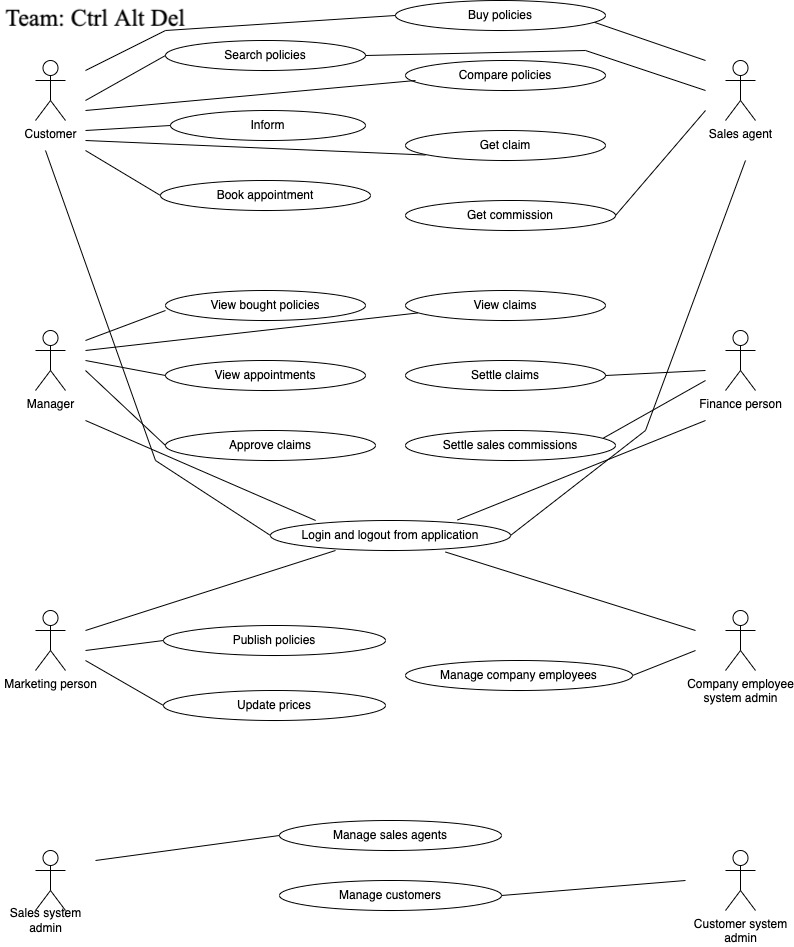 Team: Ctrl Alt Del
Buy policies
Search policies
Compare policies
Customer
Inform
Sales agent
Get claim
Book appointment
Get commission
View bought policies
View claims
Manager
View appointments
Settle claims
Finance person
Approve claims
Settle sales commissions
Login and logout from application
Marketing person
Publish policies
Manage company employees
Company employee
system admin
Update prices
Manage sales agents
Manage customers
Sales system
admin
Customer system
admin